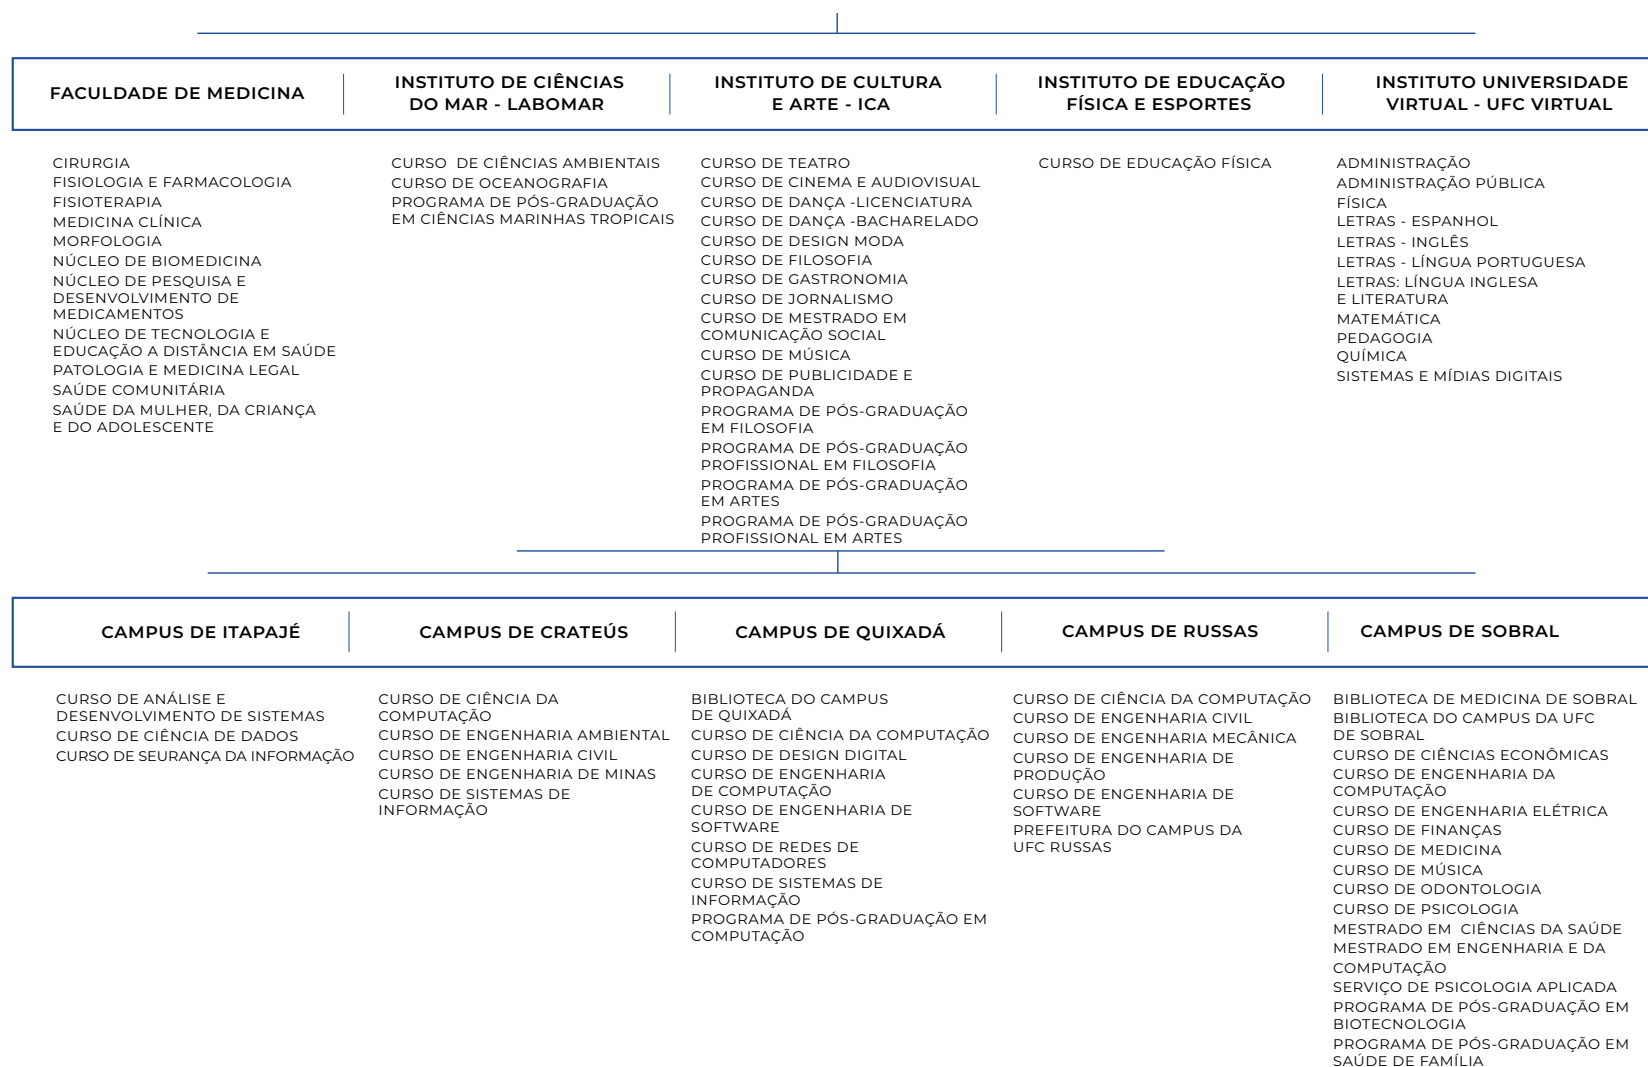 FACULDADE DE MEDICINA
INSTITUTO DE CIÊNCIAS
DO MAR - LABOMAR
INSTITUTO DE CULTURA
E ARTE - ICA
INSTITUTO DE EDUCAÇÃO
FÍSICA E ESPORTES
INSTITUTO UNIVERSIDADE
VIRTUAL - UFC VIRTUAL
CIRURGIA
FISIOLOGIA E FARMACOLOGIA
FISIOTERAPIA
MEDICINA CLÍNICA
MORFOLOGIA
NÚCLEO DE BIOMEDICINA
NÚCLEO DE PESQUISA E
DESENVOLVIMENTO DE
MEDICAMENTOS
NÚCLEO DE TECNOLOGIA E
EDUCAÇÃO A DISTÂNCIA EM SAÚDE
PATOLOGIA E MEDICINA LEGAL
SAÚDE COMUNITÁRIA
SAÚDE DA MULHER, DA CRIANÇA
E DO ADOLESCENTE
CURSO DE CIÊNCIAS AMBIENTAIS
CURSO DE OCEANOGRAFIA
PROGRAMA DE PÓS-GRADUAÇÃO
EM CIÊNCIAS MARINHAS TROPICAIS
CURSO DE TEATRO
CURSO DE CINEMA E AUDIOVISUAL
CURSO DE DANÇA -LICENCIATURA
CURSO DE DANÇA -BACHARELADO
CURSO DE DESIGN MODA
CURSO DE FILOSOFIA
CURSO DE GASTRONOMIA
CURSO DE JORNALISMO
CURSO DE MESTRADO EM
COMUNICAÇÃO SOCIAL
CURSO DE MÚSICA
CURSO DE PUBLICIDADE E
PROPAGANDA
PROGRAMA DE PÓS-GRADUAÇÃO
EM FILOSOFIA
PROGRAMA DE PÓS-GRADUAÇÃO
PROFISSIONAL EM FILOSOFIA
PROGRAMA DE PÓS-GRADUAÇÃO
EM ARTES
PROGRAMA DE PÓS-GRADUAÇÃO
PROFISSIONAL EM ARTES
CURSO DE EDUCAÇÃO FÍSICA
ADMINISTRAÇÃO
ADMINISTRAÇÃO PÚBLICA
FÍSICA
LETRAS - ESPANHOL
LETRAS - INGLÊS
LETRAS - LÍNGUA PORTUGUESA
LETRAS: LÍNGUA INGLESA
E LITERATURA
MATEMÁTICA
PEDAGOGIA
QUÍMICA
SISTEMAS E MÍDIAS DIGITAIS
CAMPUS DE ITAPAJÉ
CAMPUS DE CRATEÚS
CAMPUS DE QUIXADÁ
CAMPUS DE RUSSAS
CAMPUS DE SOBRAL
CURSO DE ANÁLISE E
DESENVOLVIMENTO DE SISTEMAS
CURSO DE CIÊNCIA DE DADOS
CURSO DE SEURANÇA DA INFORMAÇÃO
CURSO DE CIÊNCIA DA
COMPUTAÇÃO
CURSO DE ENGENHARIA AMBIENTAL
CURSO DE ENGENHARIA CIVIL
CURSO DE ENGENHARIA DE MINAS
CURSO DE SISTEMAS DE
INFORMAÇÃO
BIBLIOTECA DO CAMPUS
DE QUIXADÁ
CURSO DE CIÊNCIA DA COMPUTAÇÃO
CURSO DE DESIGN DIGITAL
CURSO DE ENGENHARIA
DE COMPUTAÇÃO
CURSO DE ENGENHARIA DE
SOFTWARE
CURSO DE REDES DE
COMPUTADORES
CURSO DE SISTEMAS DE
INFORMAÇÃO
PROGRAMA DE PÓS-GRADUAÇÃO EM
COMPUTAÇÃO
CURSO DE CIÊNCIA DA COMPUTAÇÃO
CURSO DE ENGENHARIA CIVIL
CURSO DE ENGENHARIA MECÂNICA
CURSO DE ENGENHARIA DE
PRODUÇÃO
CURSO DE ENGENHARIA DE
SOFTWARE
PREFEITURA DO CAMPUS DA
UFC RUSSAS
BIBLIOTECA DE MEDICINA DE SOBRAL
BIBLIOTECA DO CAMPUS DA UFC
DE SOBRAL
CURSO DE CIÊNCIAS ECONÔMICAS
CURSO DE ENGENHARIA DA
COMPUTAÇÃO
CURSO DE ENGENHARIA ELÉTRICA
CURSO DE FINANÇAS
CURSO DE MEDICINA
CURSO DE MÚSICA
CURSO DE ODONTOLOGIA
CURSO DE PSICOLOGIA
MESTRADO EM CIÊNCIAS DA SAÚDE
MESTRADO EM ENGENHARIA E DA
COMPUTAÇÃO
SERVIÇO DE PSICOLOGIA APLICADA
PROGRAMA DE PÓS-GRADUAÇÃO EM
BIOTECNOLOGIA
PROGRAMA DE PÓS-GRADUAÇÃO EM
SAÚDE DE FAMÍLIA